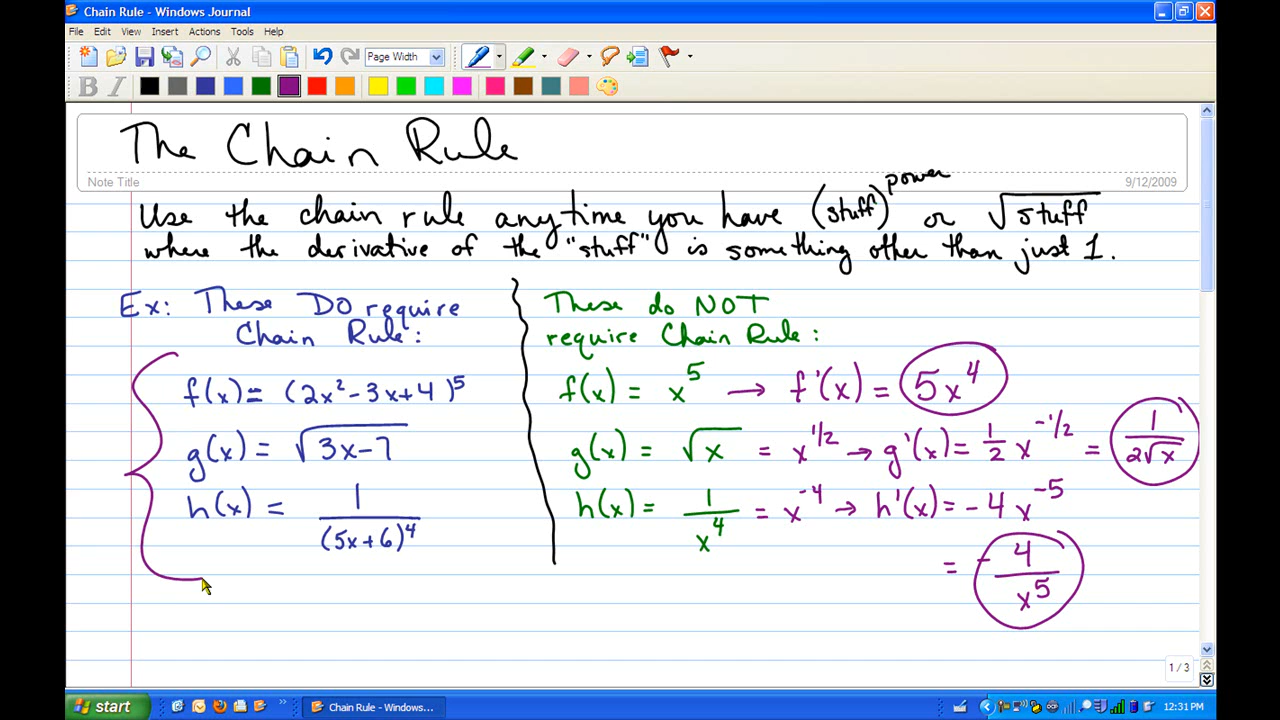 Chain Rule - Windows Journal
File Edit View Insert Actions Tools Help
Page Width
B I
The Chain Rule
Note Title
9/12/2009
Use the chain rule anytime you have (stuff)^power or √stuff
where the derivative of the "stuff" is something other than just 1.
Ex: These DO require
Chain Rule:
f(x) = (2x² - 3x + 4)⁵
g(x) = √(3x-7)
h(x) = 1/(5x+6)⁴
These do NOT
require Chain Rule:
f(x) = x⁵ → f'(x) = 5x⁴
g(x) = √x = x^(1/2) → g'(x) = 1/2 x^(-1/2) = 1/(2√x)
h(x) = 1/x⁴ = x⁻⁴ → h'(x) = -4x⁻⁵
= -4/x⁵
1 / 3
start
Chain Rule - Windows...
12:31 PM